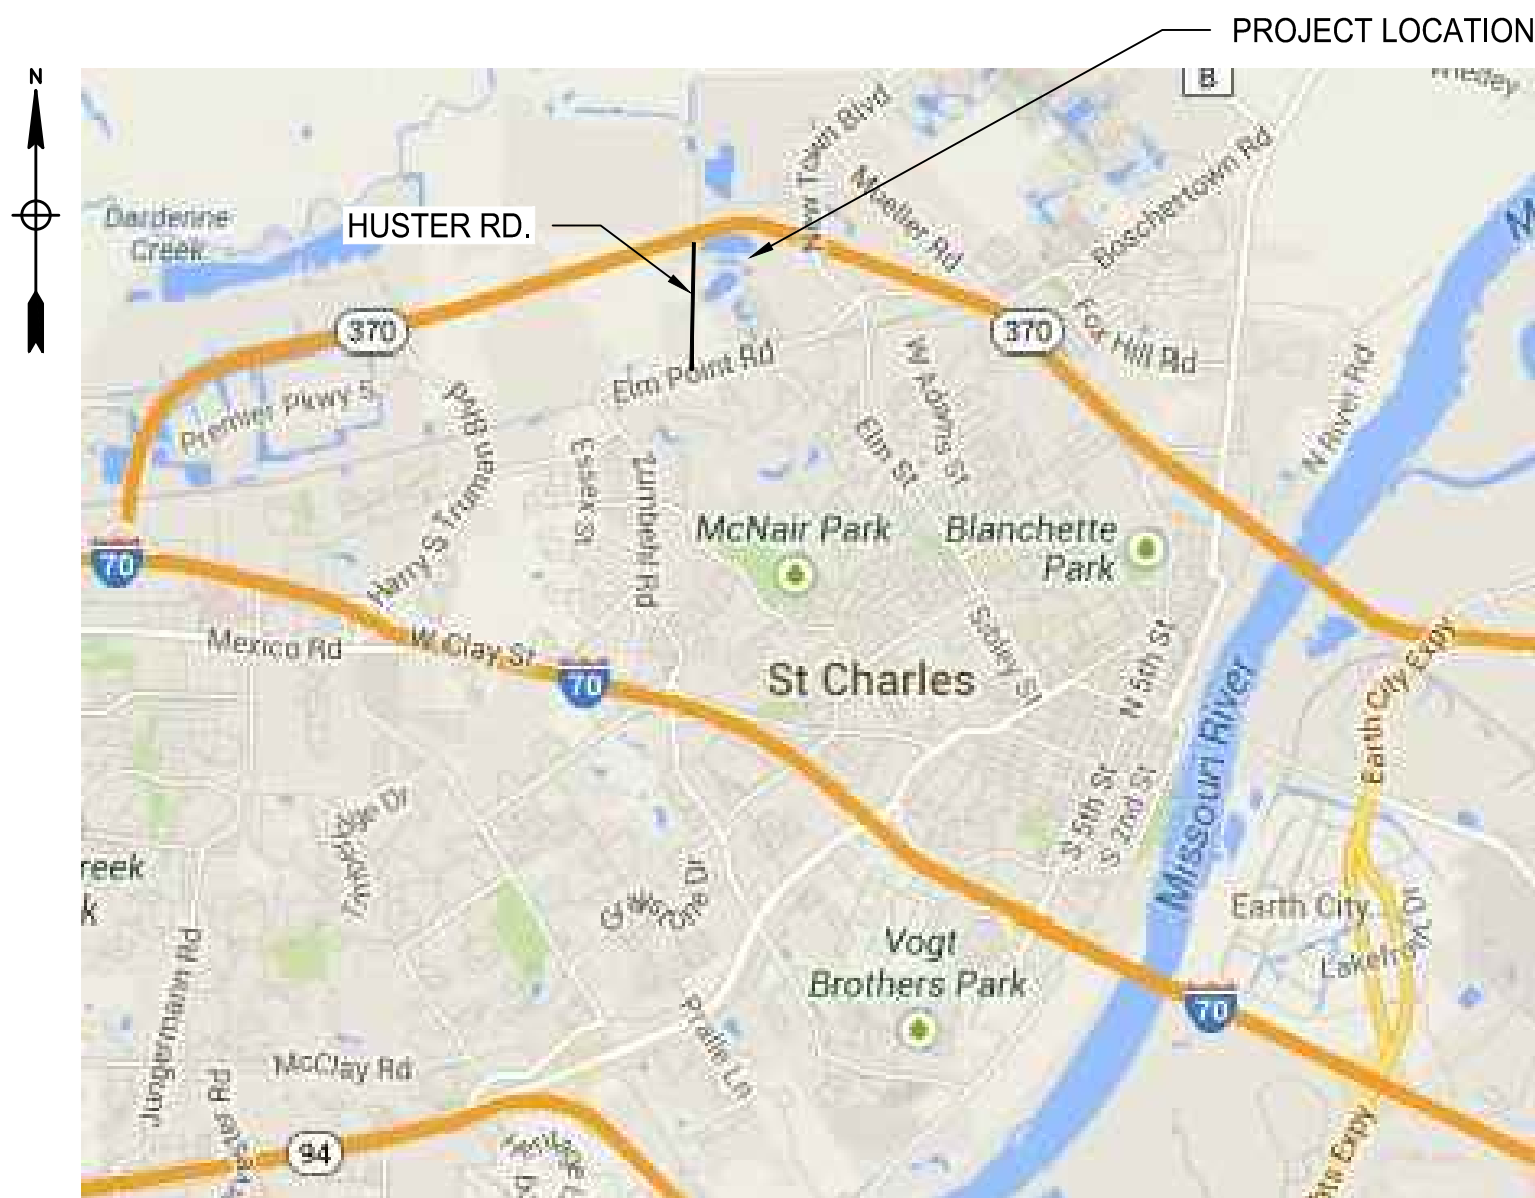 PROJECT LOCATION
N
B
New Town Blvd
Mueller Rd
Boschertown Rd
Dardenne
Creek
HUSTER RD.
370
370
Fox Hill Rd
Elm Point Rd
N River Rd
Premier Pkwy S
Harry S Truman Blvd
W Adams St
Elm St
Essex St
Zumbehl Rd
McNair Park
Blanchette
Park
70
Mexico Rd
W Clay St
70
St Charles
Sibley St
N 5th St
Earth City Expy
Missouri River
S 5th St
S 2nd St
reek
k
Earth City
Lakefront Dr
Jungermann Rd
Vogt
Brothers Park
70
Pralle Ln
McClay Rd
94
Expy